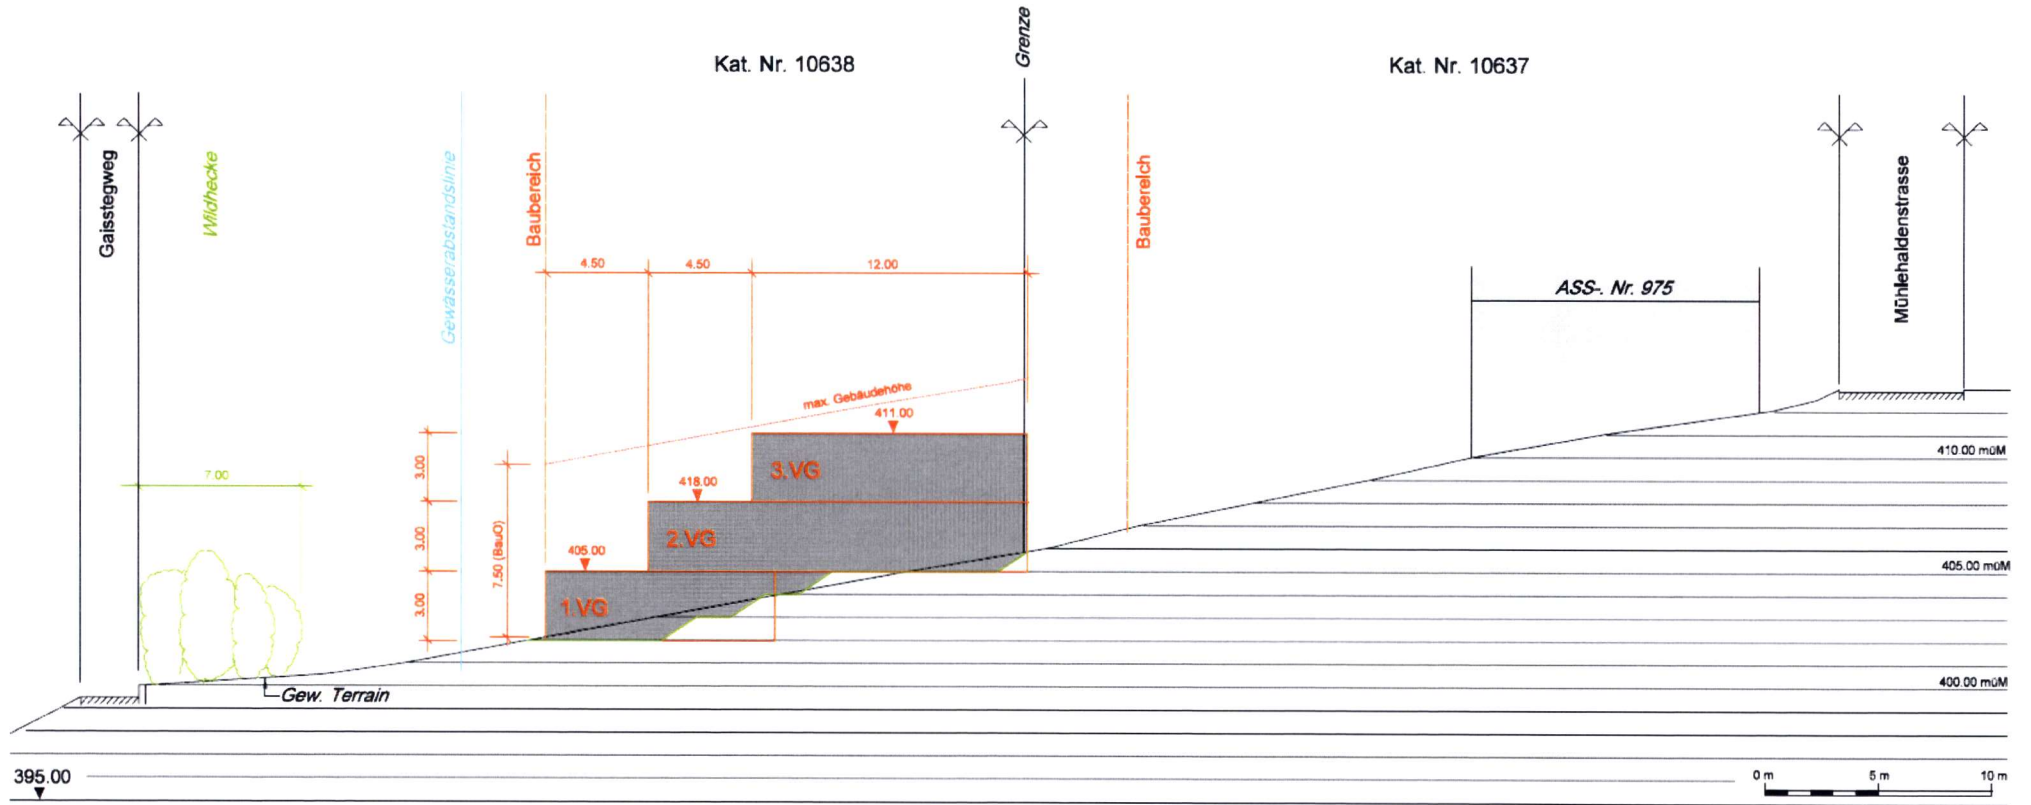 Kat. Nr. 10638
Grenze
Kat. Nr. 10637
Gaisstegweg
Wildhecke
Gewässerabstandslinie
Baubereich
Baubereich
Mühlehaldenstrasse
4.50
4.50
12.00
ASS-. Nr. 975
max. Gebäudehöhe
411.00
3.00
3.VG
410.00 müM
7.00
418.00
3.00
2.VG
7.50 (BauO)
405.00
405.00 müM
3.00
1.VG
Gew. Terrain
400.00 müM
395.00
0 m
5 m
10 m